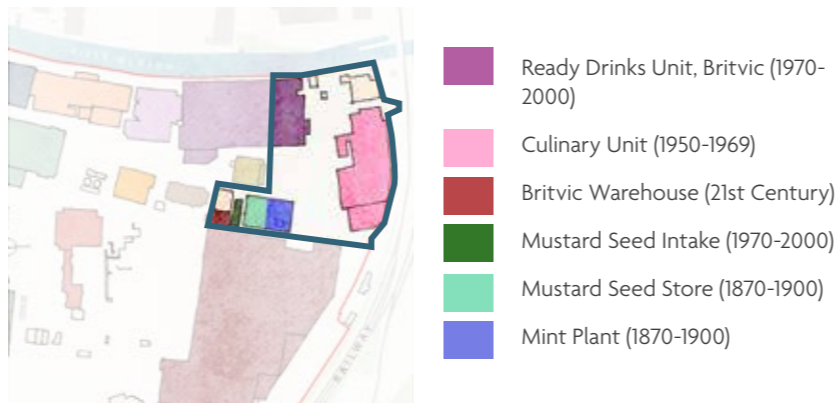 RAILWAY
Ready Drinks Unit, Britvic (1970-
2000)
Culinary Unit (1950-1969)
Britvic Warehouse (21st Century)
Mustard Seed Intake (1970-2000)
Mustard Seed Store (1870-1900)
Mint Plant (1870-1900)